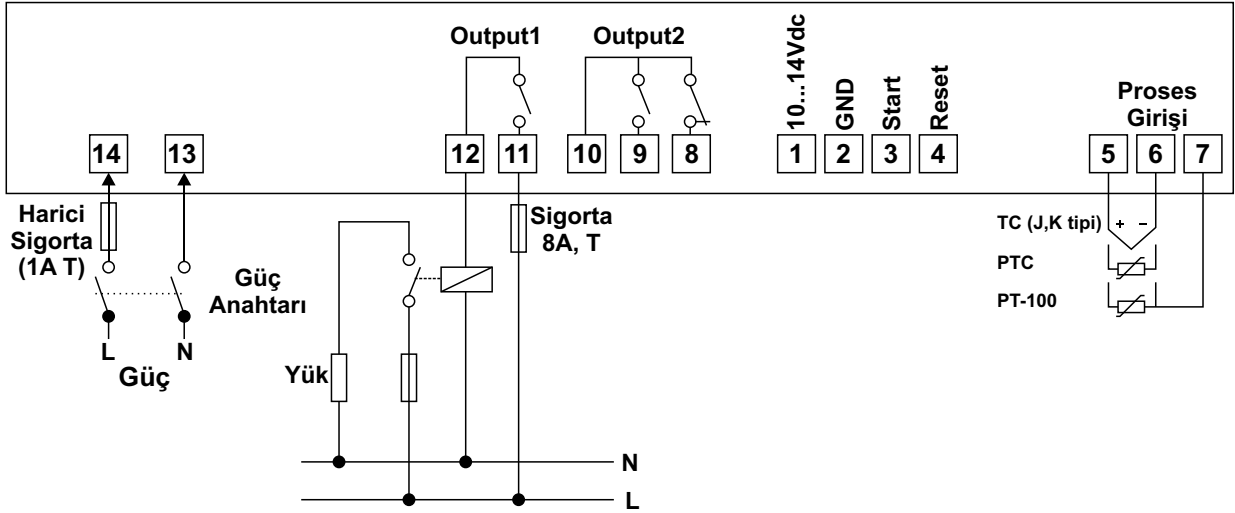 Output1
Output2
10...14Vdc
GND
Start
Reset
Proses
Girişi
14
13
12
11
10
9
8
1
2
3
4
5
6
7
Harici
Sigorta
(1A T)
Güç
Anahtarı
L
N
Güç
Sigorta
8A, T
Yük
N
L
TC (J,K tipi)
+
−
PTC
PT-100